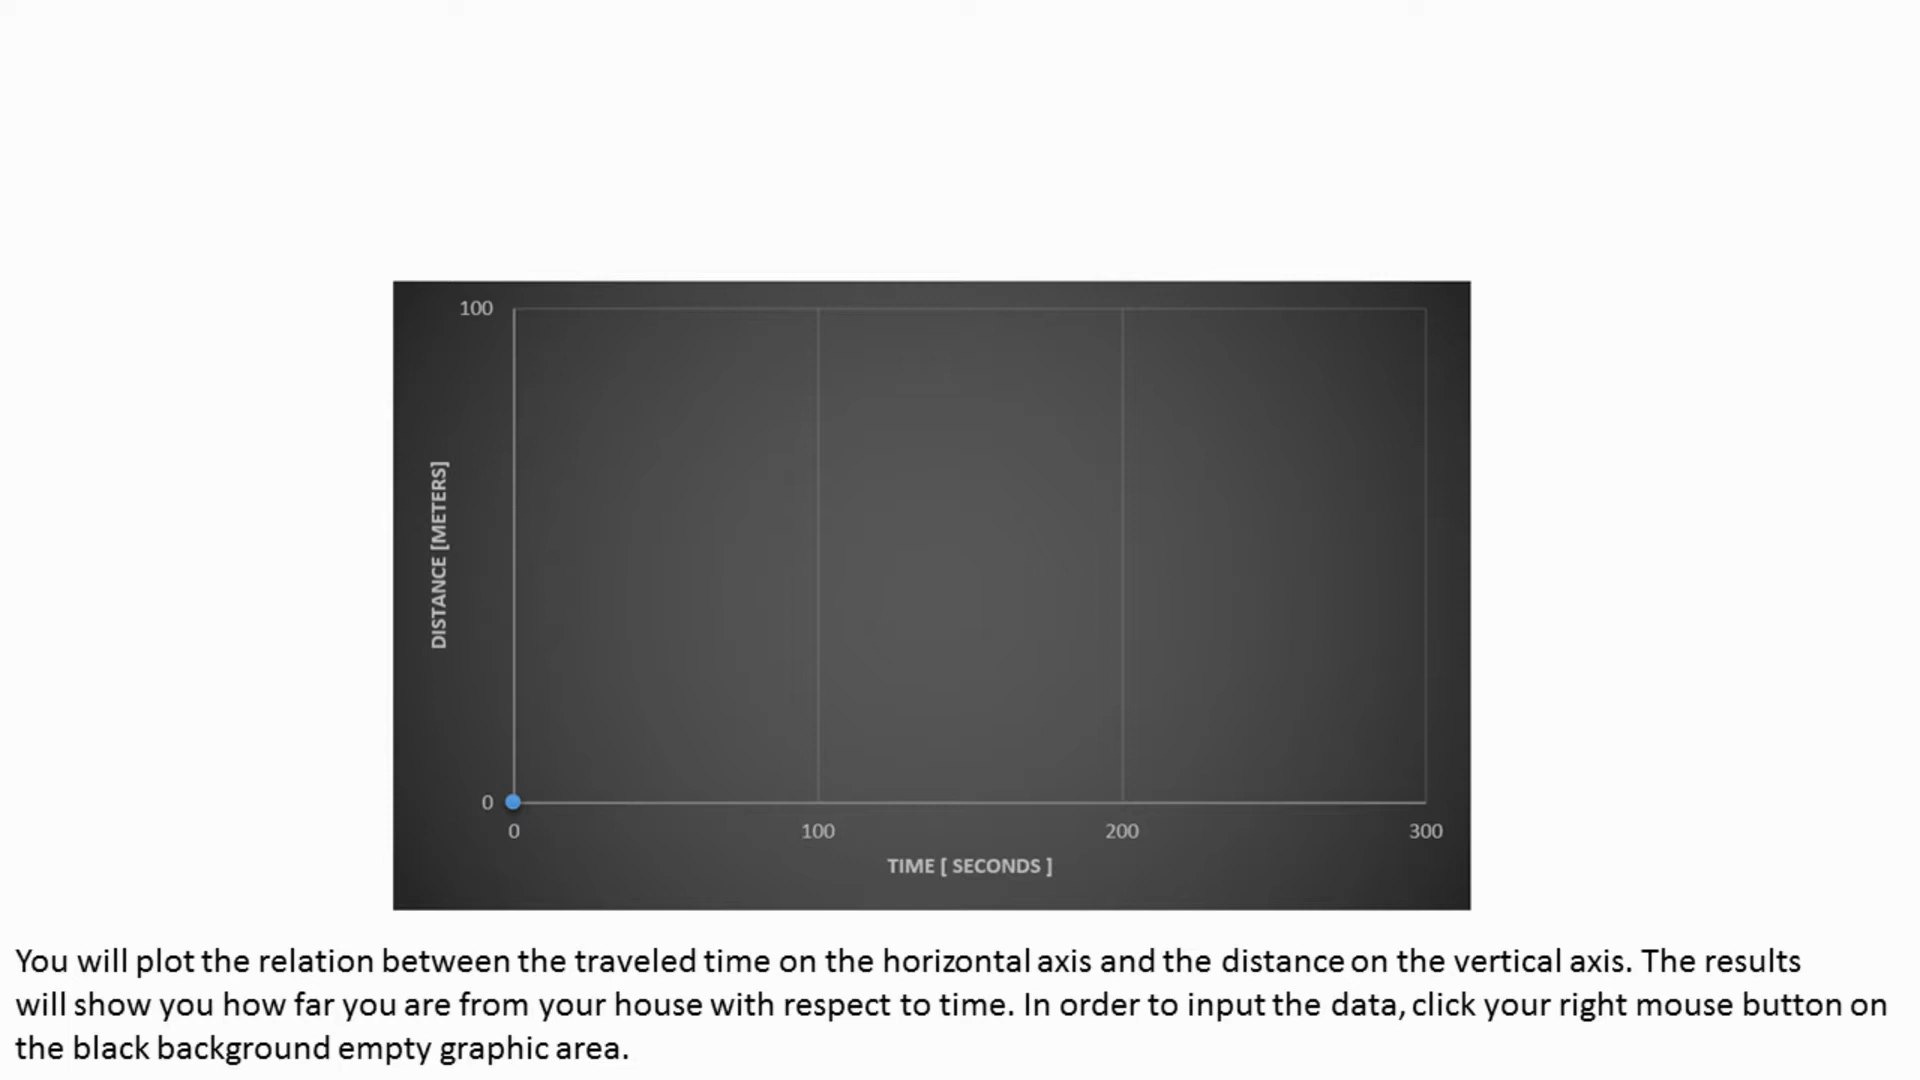 100
DISTANCE [METERS]
0
0 100 200 300
TIME [ SECONDS ]
You will plot the relation between the traveled time on the horizontal axis and the distance on the vertical axis. The results
will show you how far you are from your house with respect to time. In order to input the data, click your right mouse button on
the black background empty graphic area.